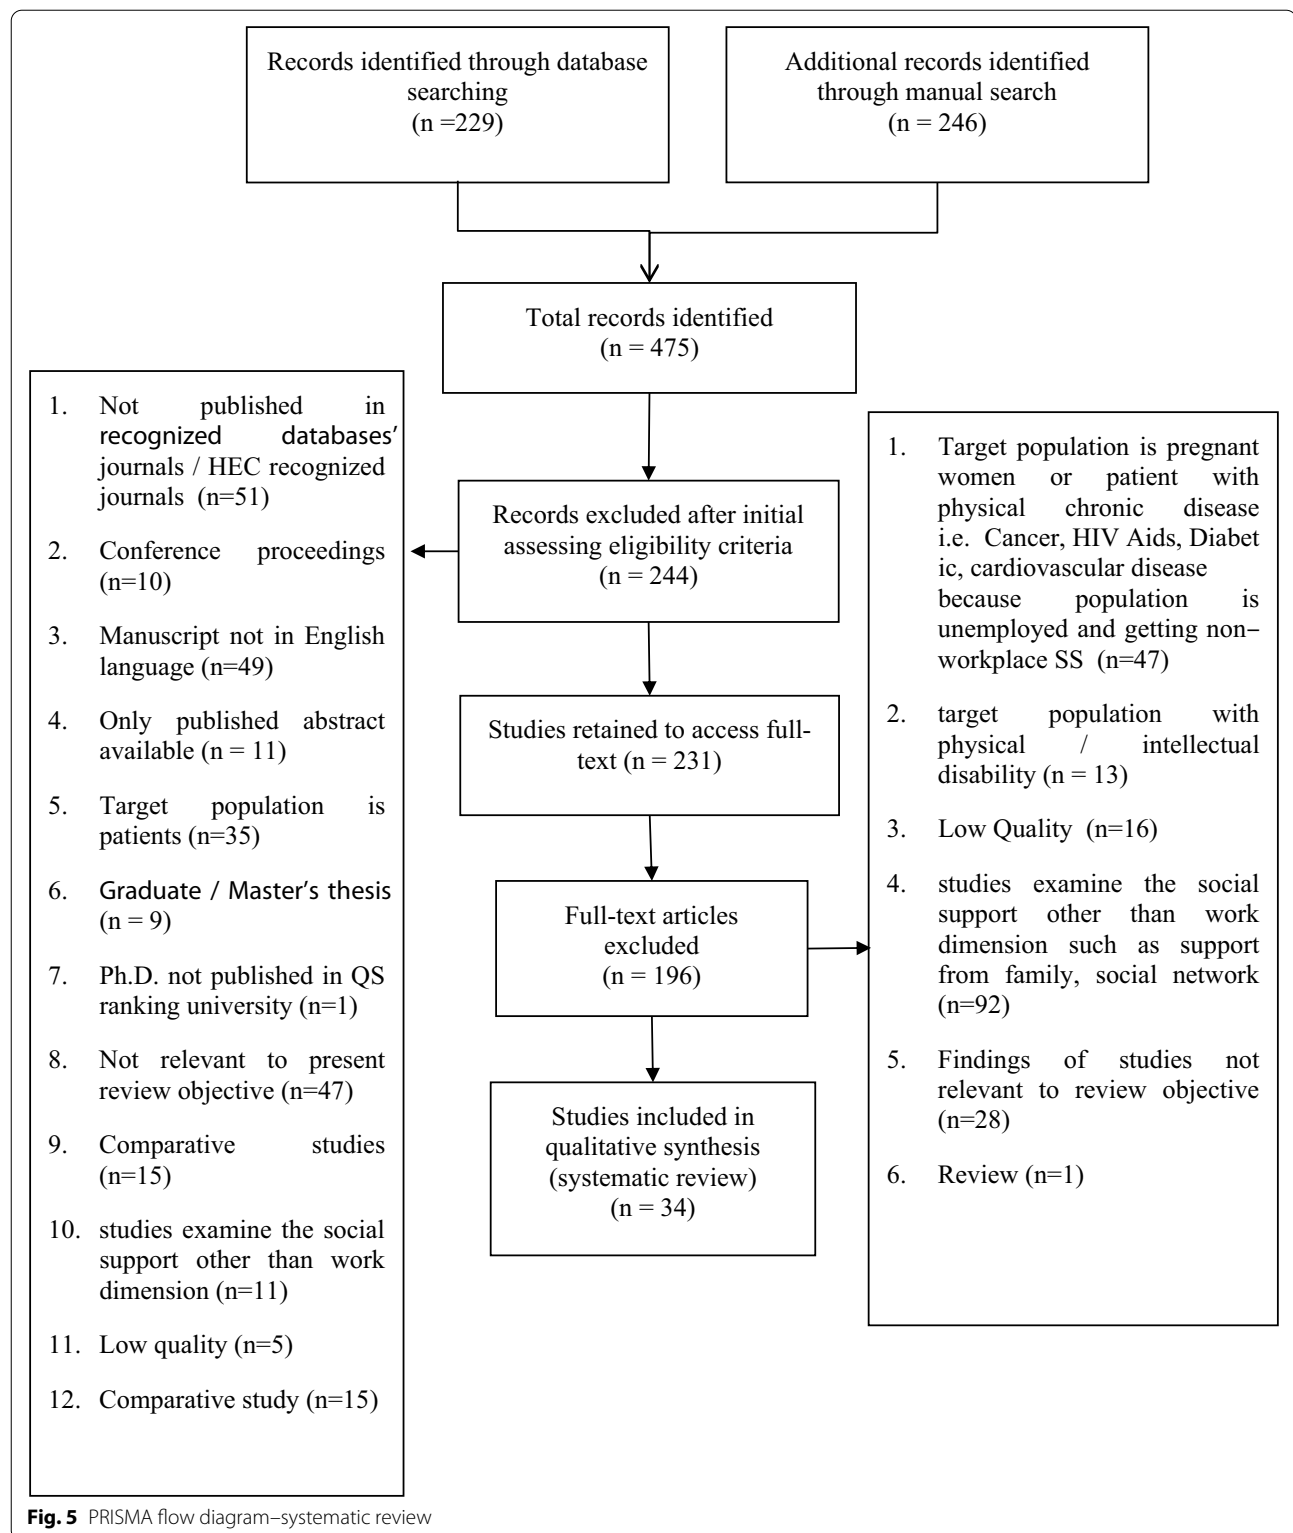 Records identified through database
searching
(n =229)
Additional records identified
through manual search
(n = 246)
Total records identified
(n = 475)
Records excluded after initial
assessing eligibility criteria
(n = 244)
1. Not published in
recognized databases’
journals / HEC recognized
journals (n=51)
2. Conference proceedings
(n=10)
3. Manuscript not in English
language (n=49)
4. Only published abstract
available (n = 11)
5. Target population is
patients (n=35)
6. Graduate / Master’s thesis
(n = 9)
7. Ph.D. not published in QS
ranking university (n=1)
8. Not relevant to present
review objective (n=47)
9. Comparative studies
(n=15)
10. studies examine the social
support other than work
dimension (n=11)
11. Low quality (n=5)
12. Comparative study (n=15)
Studies retained to access full-
text (n = 231)
Full-text articles
excluded
(n = 196)
1. Target population is pregnant
women or patient with
physical chronic disease
i.e. Cancer, HIV Aids, Diabet
ic, cardiovascular disease
because population is
unemployed and getting non–
workplace SS (n=47)
2. target population with
physical / intellectual
disability (n = 13)
3. Low Quality (n=16)
4. studies examine the social
support other than work
dimension such as support
from family, social network
(n=92)
5. Findings of studies not
relevant to review objective
(n=28)
6. Review (n=1)
Studies included in
qualitative synthesis
(systematic review)
(n = 34)
Fig. 5 PRISMA flow diagram–systematic review